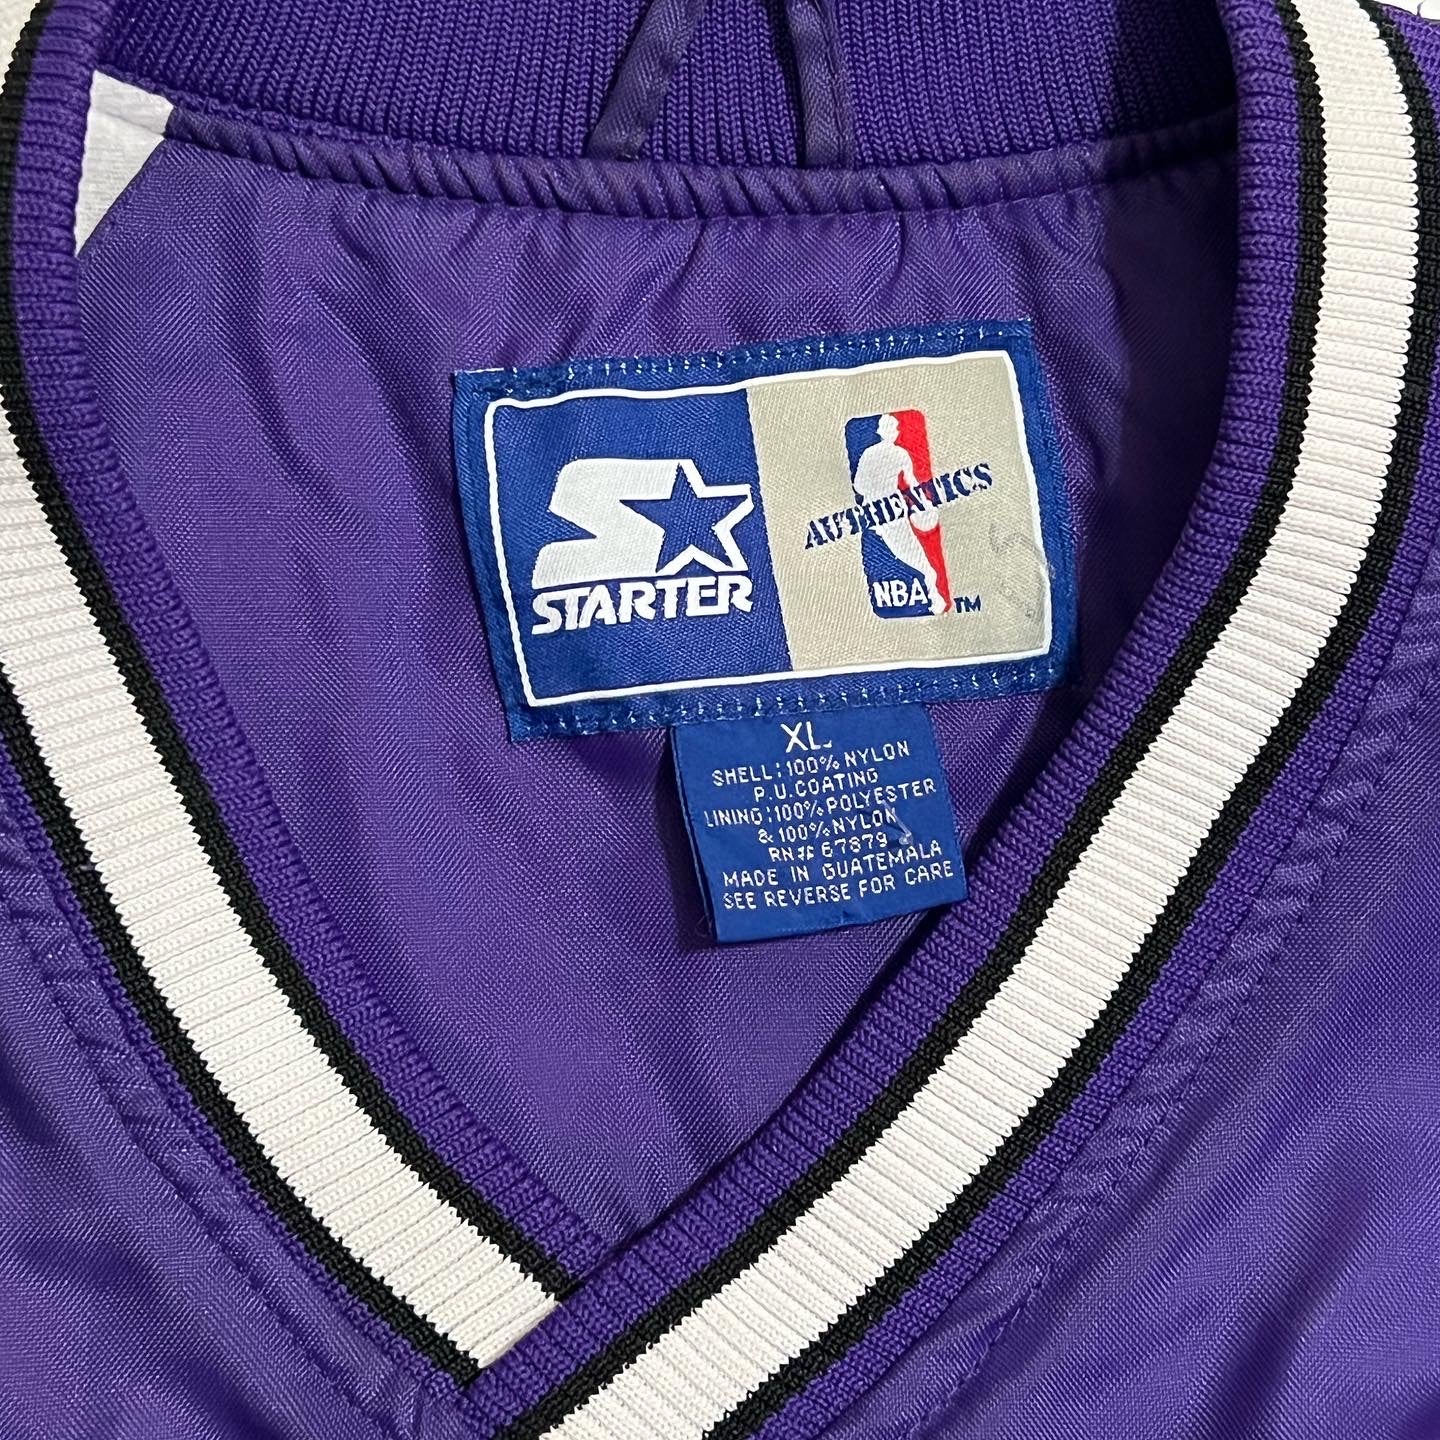 STARTER
AUTHENTICS
NBA
TM
XL
SHELL:100% NYLON
P.U.COATING
LINING:100% POLYESTER
& 100% NYLON
RN# 67879
MADE IN GUATEMALA
SEE REVERSE FOR CARE